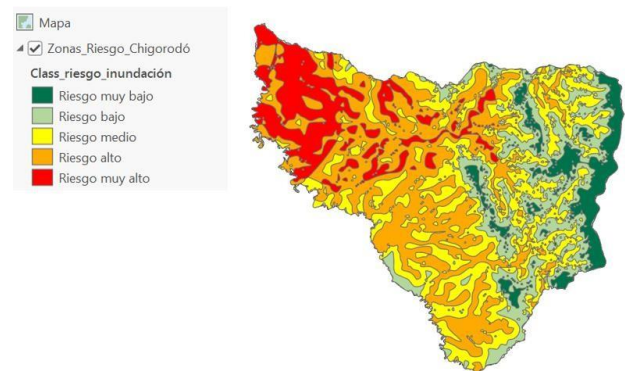 Mapa
Zonas_Riesgo_Chigorodó
Class_riesgo_inundación
Riesgo muy bajo
Riesgo bajo
Riesgo medio
Riesgo alto
Riesgo muy alto